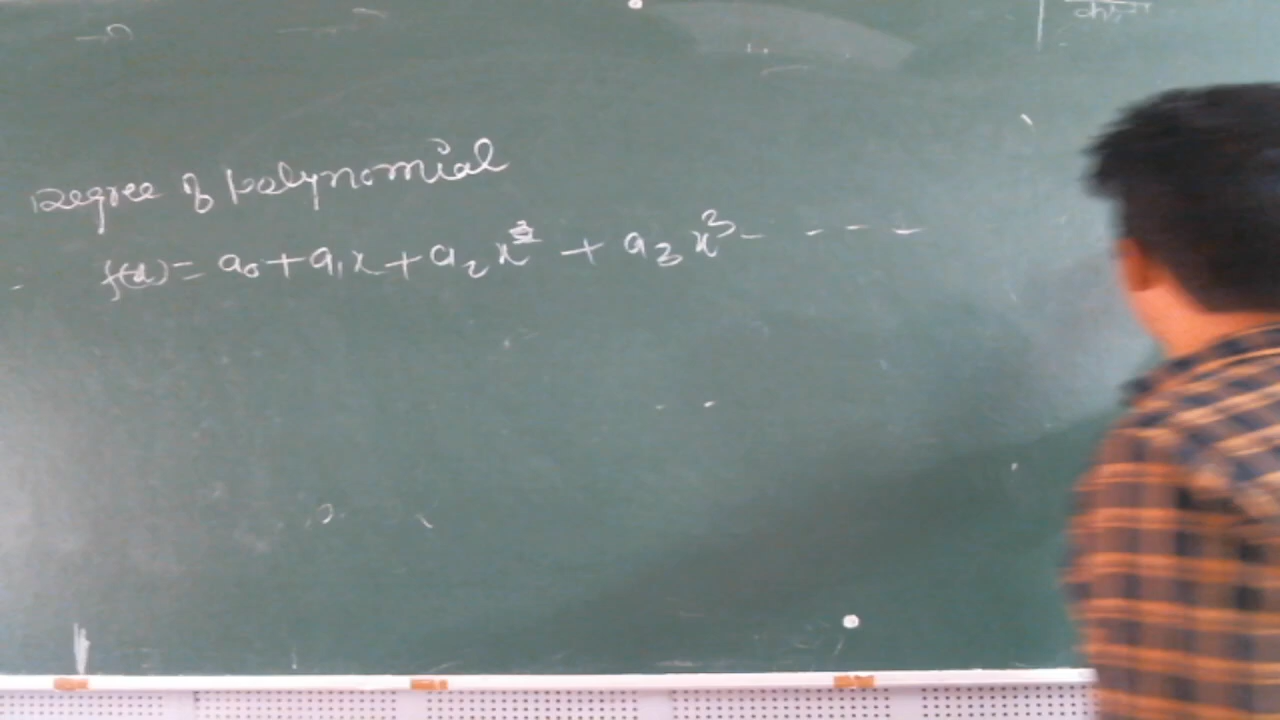 Degree of polynomial
f(x) = a₀ + a₁x + a₂x² + a₃x³ - - - - -